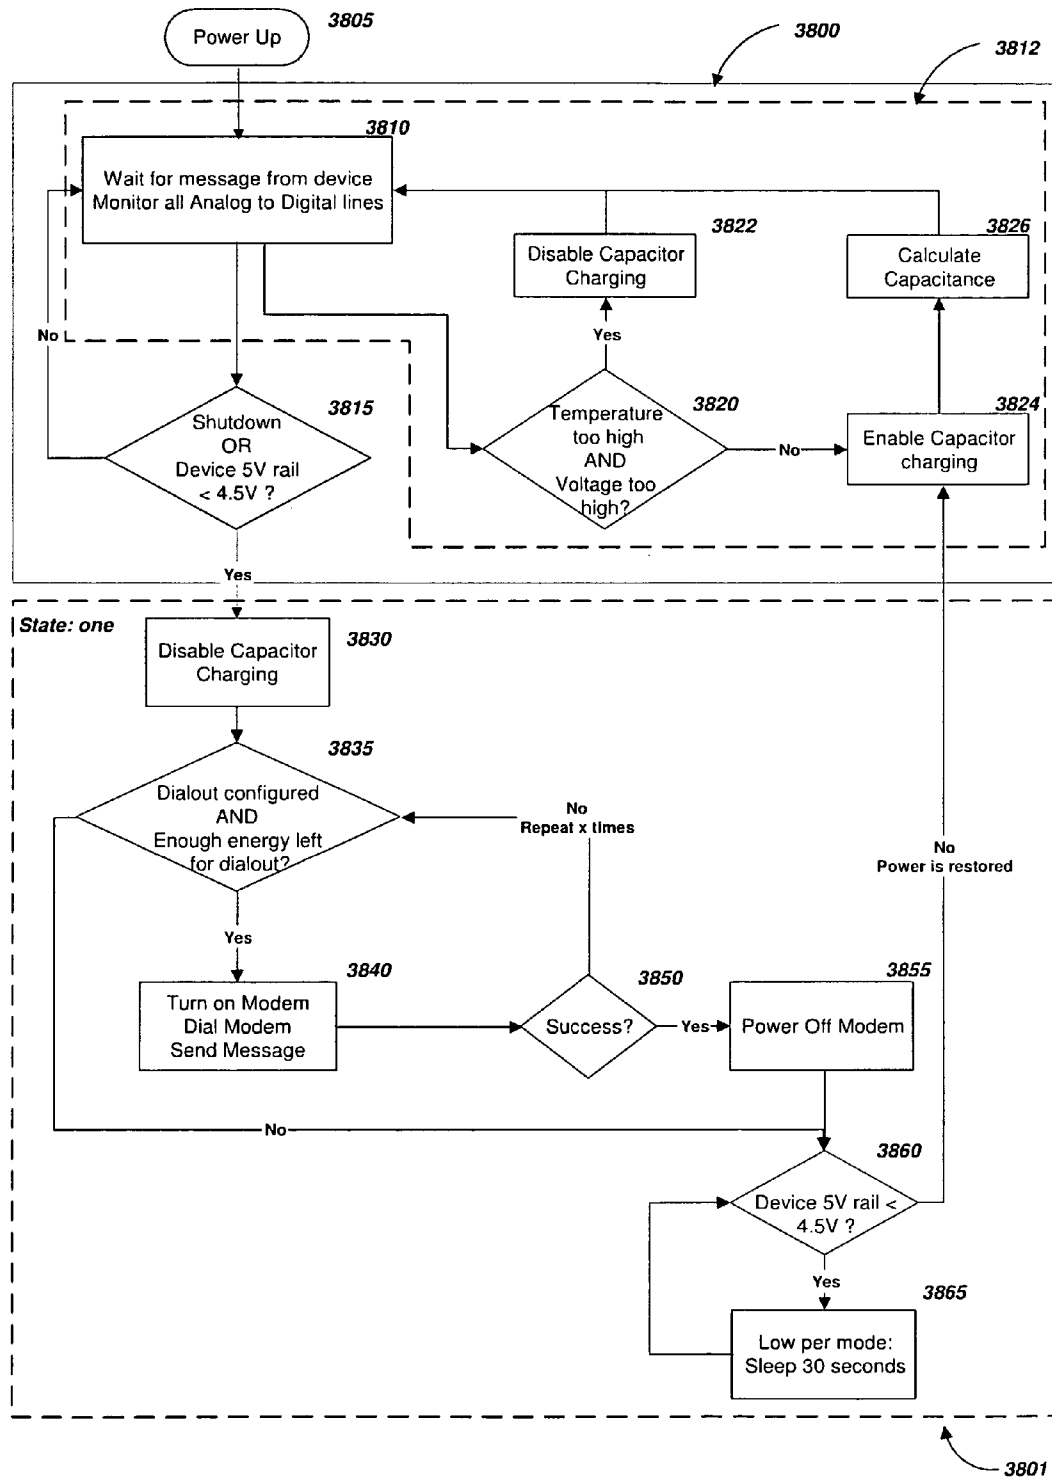 3805
Power Up
3800
3812
3810
Wait for message from device
Monitor all Analog to Digital lines
3822
Disable Capacitor
Charging
3826
Calculate
Capacitance
No
Yes
3815
Shutdown
OR
Device 5V rail
< 4.5V ?
3820
Temperature
too high
AND
Voltage too
high?
No
3824
Enable Capacitor
charging
Yes
State: one
3830
Disable Capacitor
Charging
3835
Dialout configured
AND
Enough energy left
for dialout?
No
Repeat x times
No
Power is restored
Yes
3840
Turn on Modem
Dial Modem
Send Message
3850
Success?
Yes
3855
Power Off Modem
No
3860
Device 5V rail <
4.5V ?
Yes
3865
Low per mode:
Sleep 30 seconds
3801